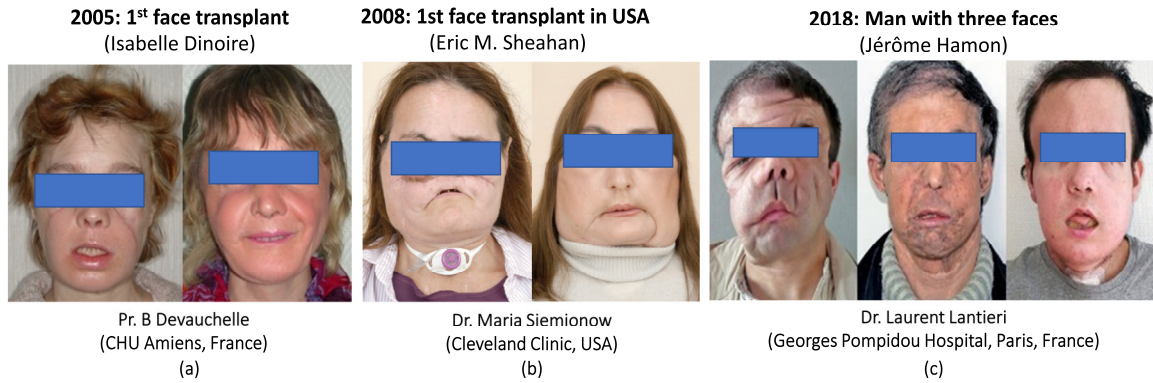 2005: 1st face transplant
(Isabelle Dinoire)
2008: 1st face transplant in USA
(Eric M. Sheahan)
2018: Man with three faces
(Jérôme Hamon)
Pr. B Devauchelle
(CHU Amiens, France)
(a)
Dr. Maria Siemionow
(Cleveland Clinic, USA)
(b)
Dr. Laurent Lantieri
(Georges Pompidou Hospital, Paris, France)
(c)